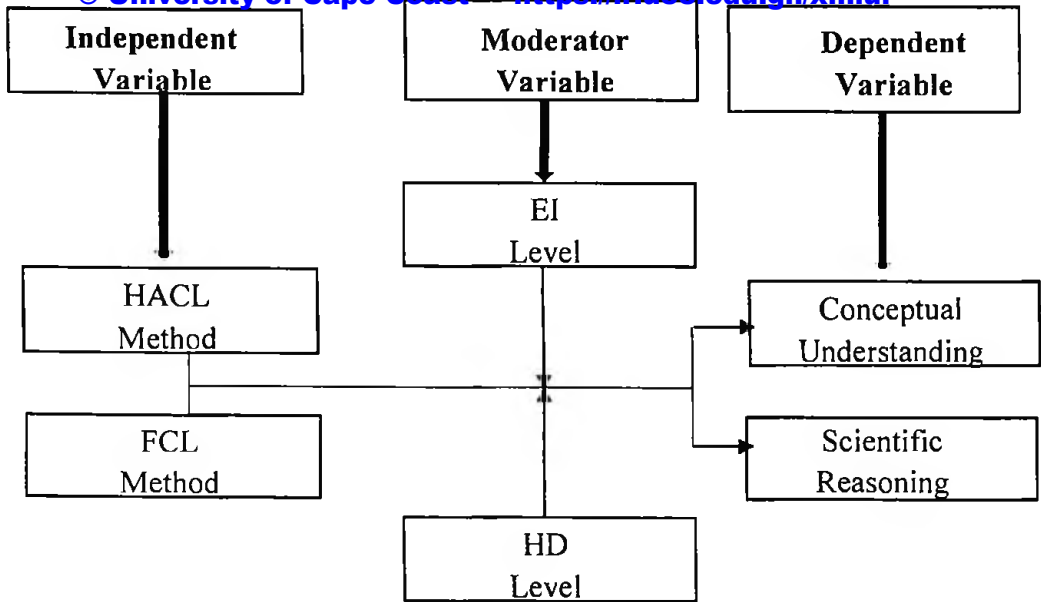 Independent
Variable
Moderator
Variable
Dependent
Variable
EI
Level
HACL
Method
Conceptual
Understanding
FCL
Method
Scientific
Reasoning
HD
Level